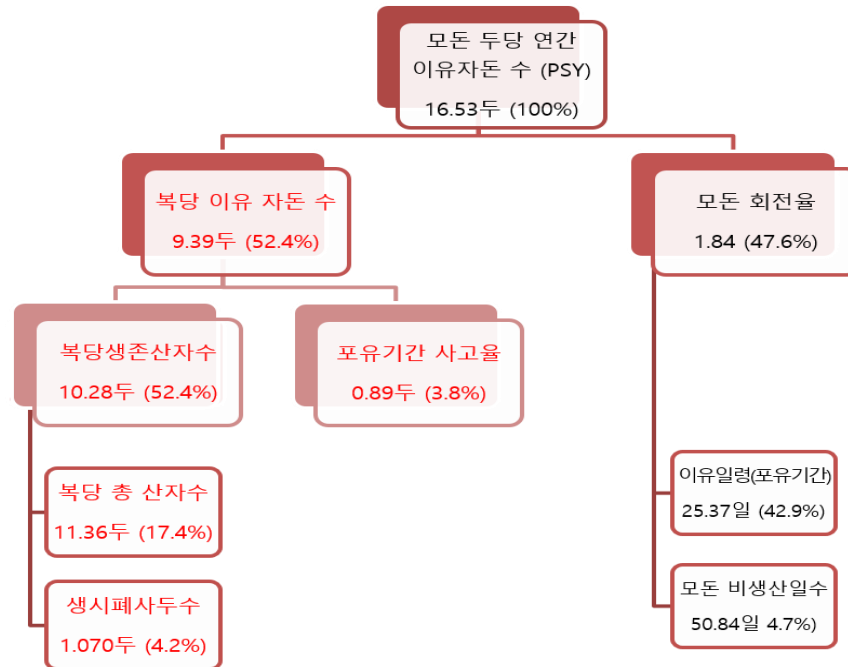 모돈 두당 연간
이유자돈 수 (PSY)
16.53두 (100%)
복당 이유 자돈 수
9.39두 (52.4%)
모돈 회전율
1.84 (47.6%)
복당생존산자수
10.28두 (52.4%)
포유기간 사고율
0.89두 (3.8%)
복당 총 산자수
11.36두 (17.4%)
이유일령(포유기간)
25.37일 (42.9%)
생시폐사두수
1.070두 (4.2%)
모돈 비생산일수
50.84일 4.7%)